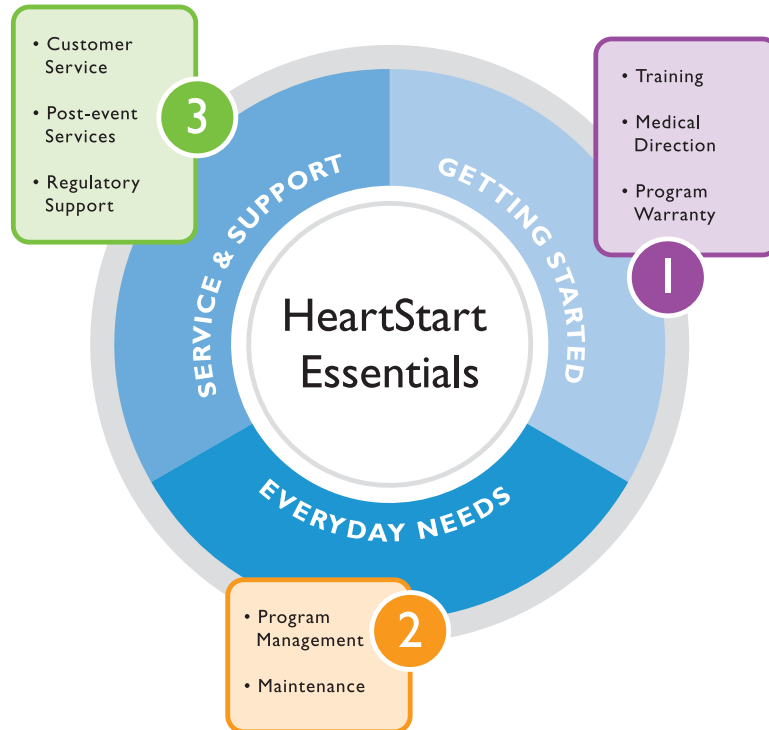 • Customer
Service
• Post-event
Services
• Regulatory
Support
3
• Training
• Medical
Direction
• Program
Warranty
1
SERVICE & SUPPORT
GETTING STARTED
HeartStart
Essentials
EVERYDAY NEEDS
• Program
Management
• Maintenance
2